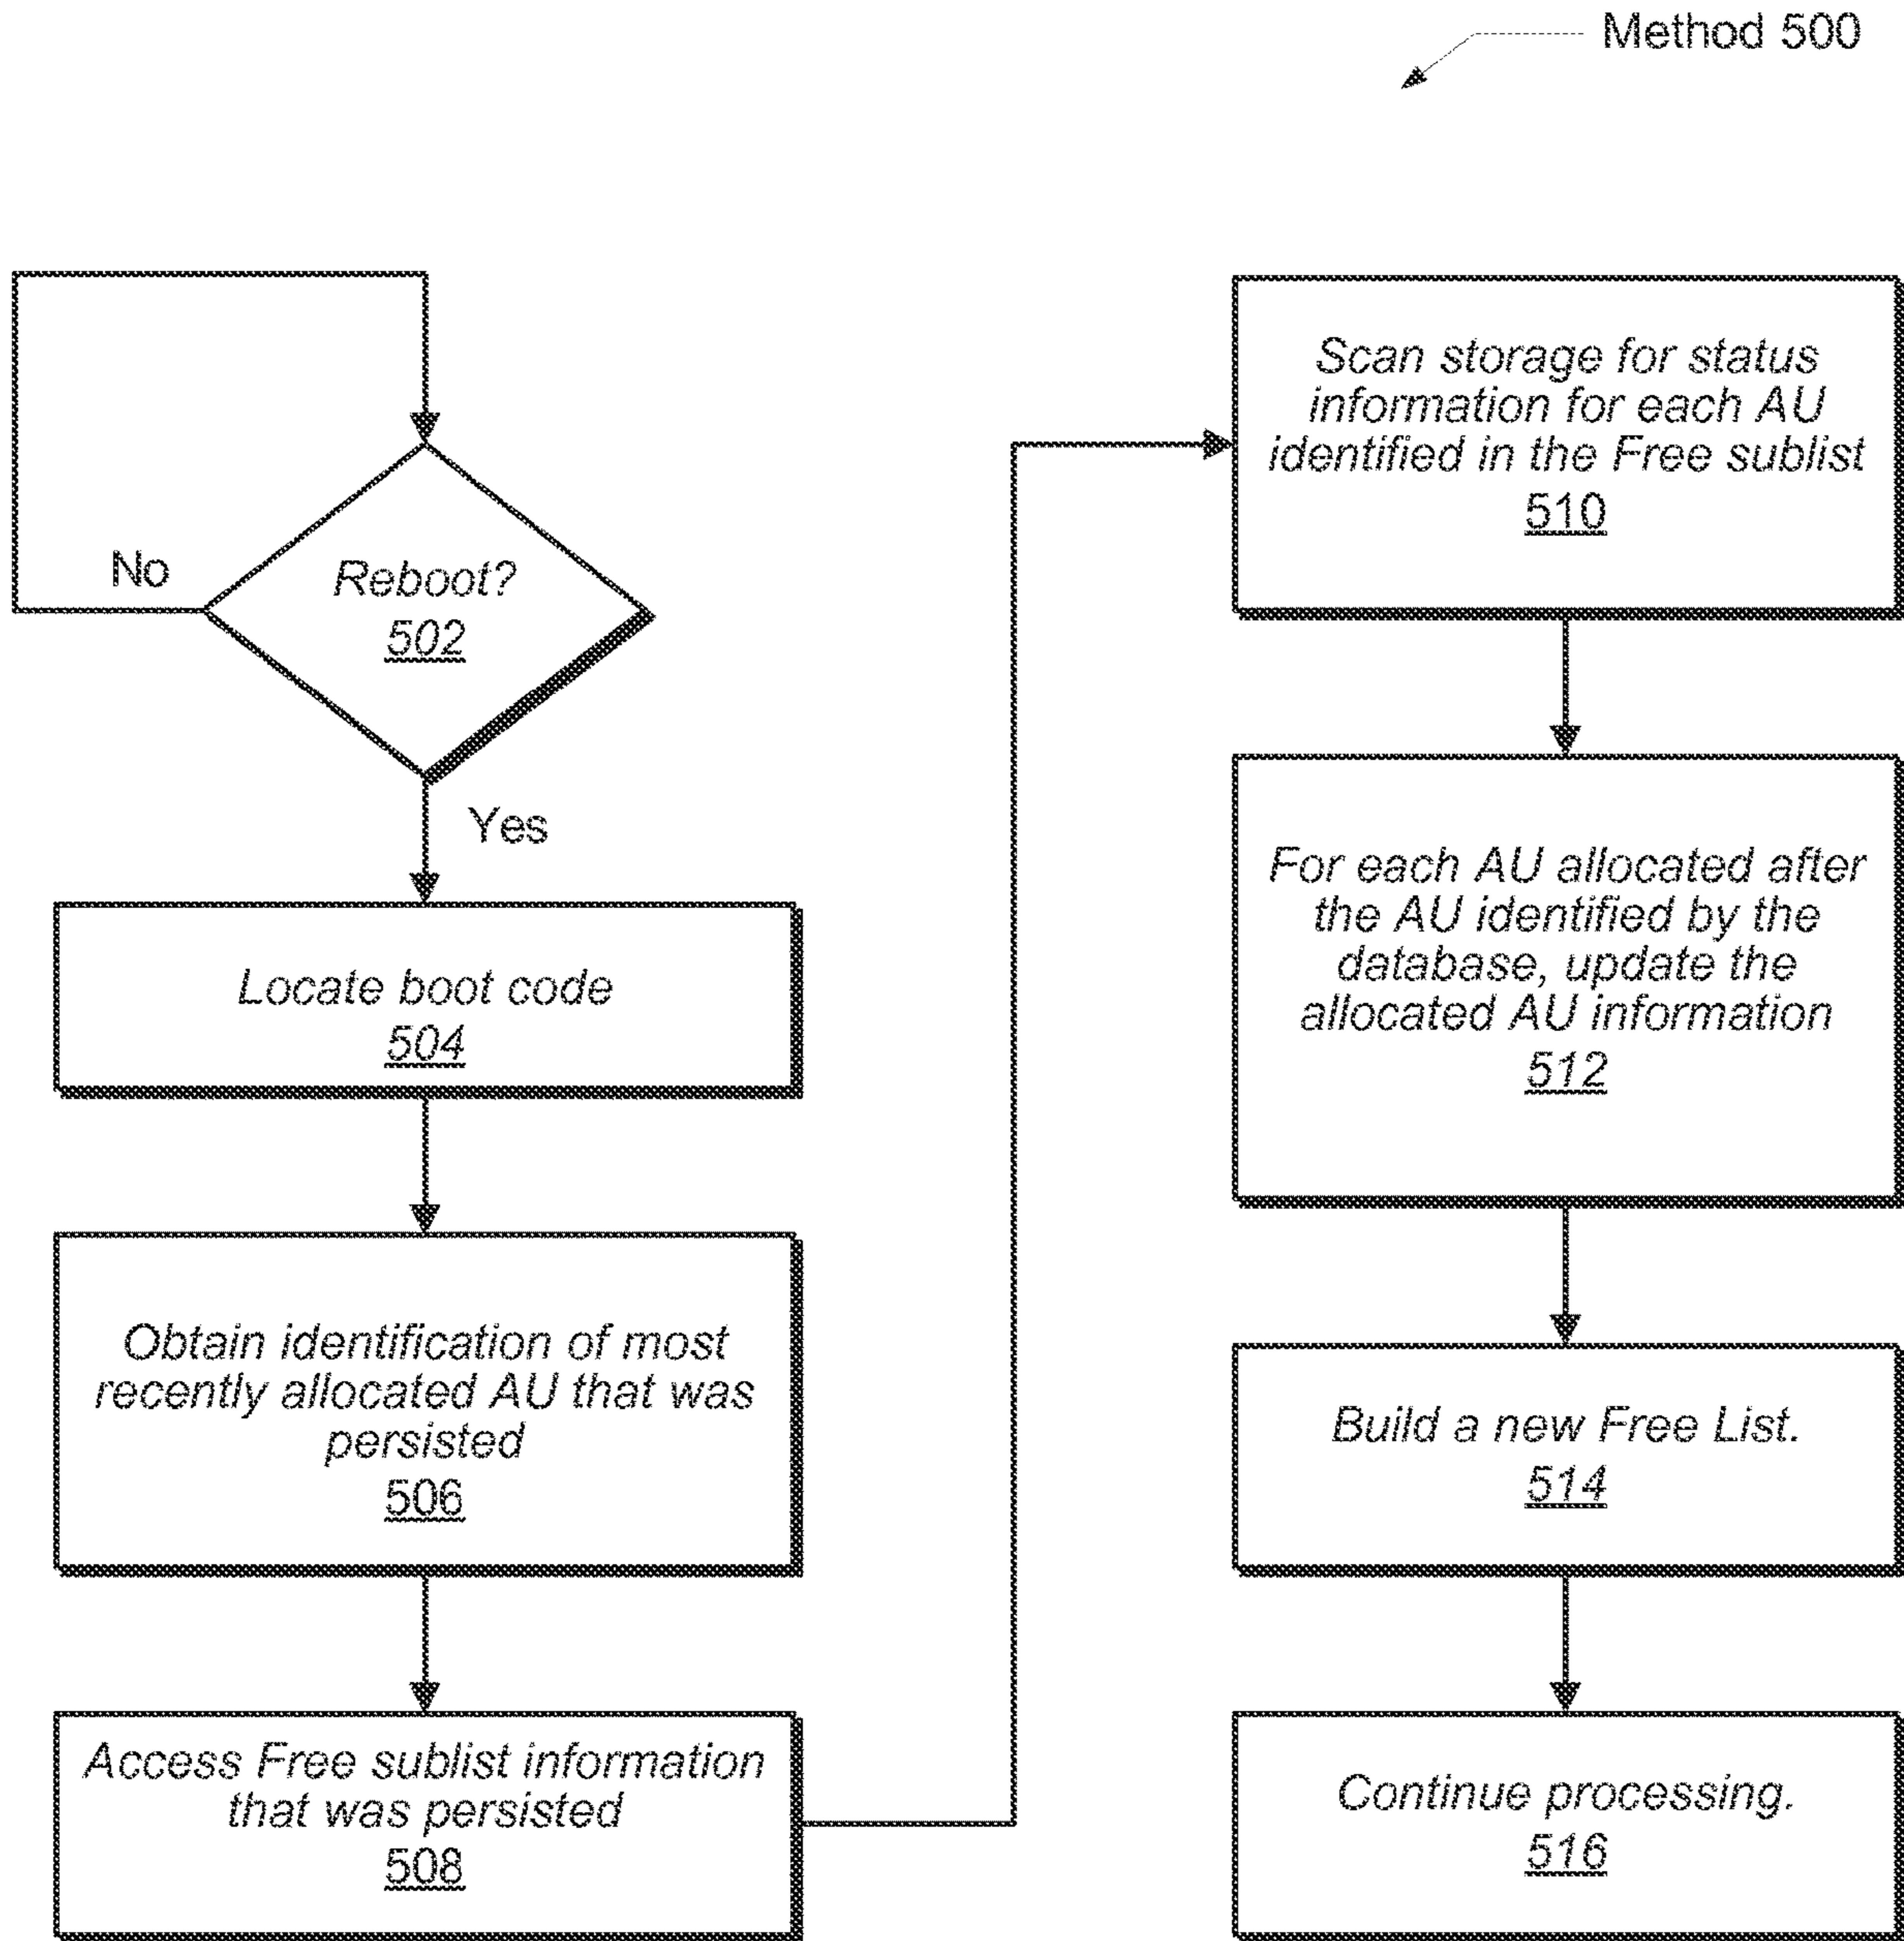 Method 500
Reboot?
502
No
Yes
Locate boot code
504
Obtain identification of most
recently allocated AU that was
persisted
506
Access Free sublist information
that was persisted
508
Scan storage for status
information for each AU
identified in the Free sublist
510
For each AU allocated after
the AU identified by the
database, update the
allocated AU information
512
Build a new Free List.
514
Continue processing.
516